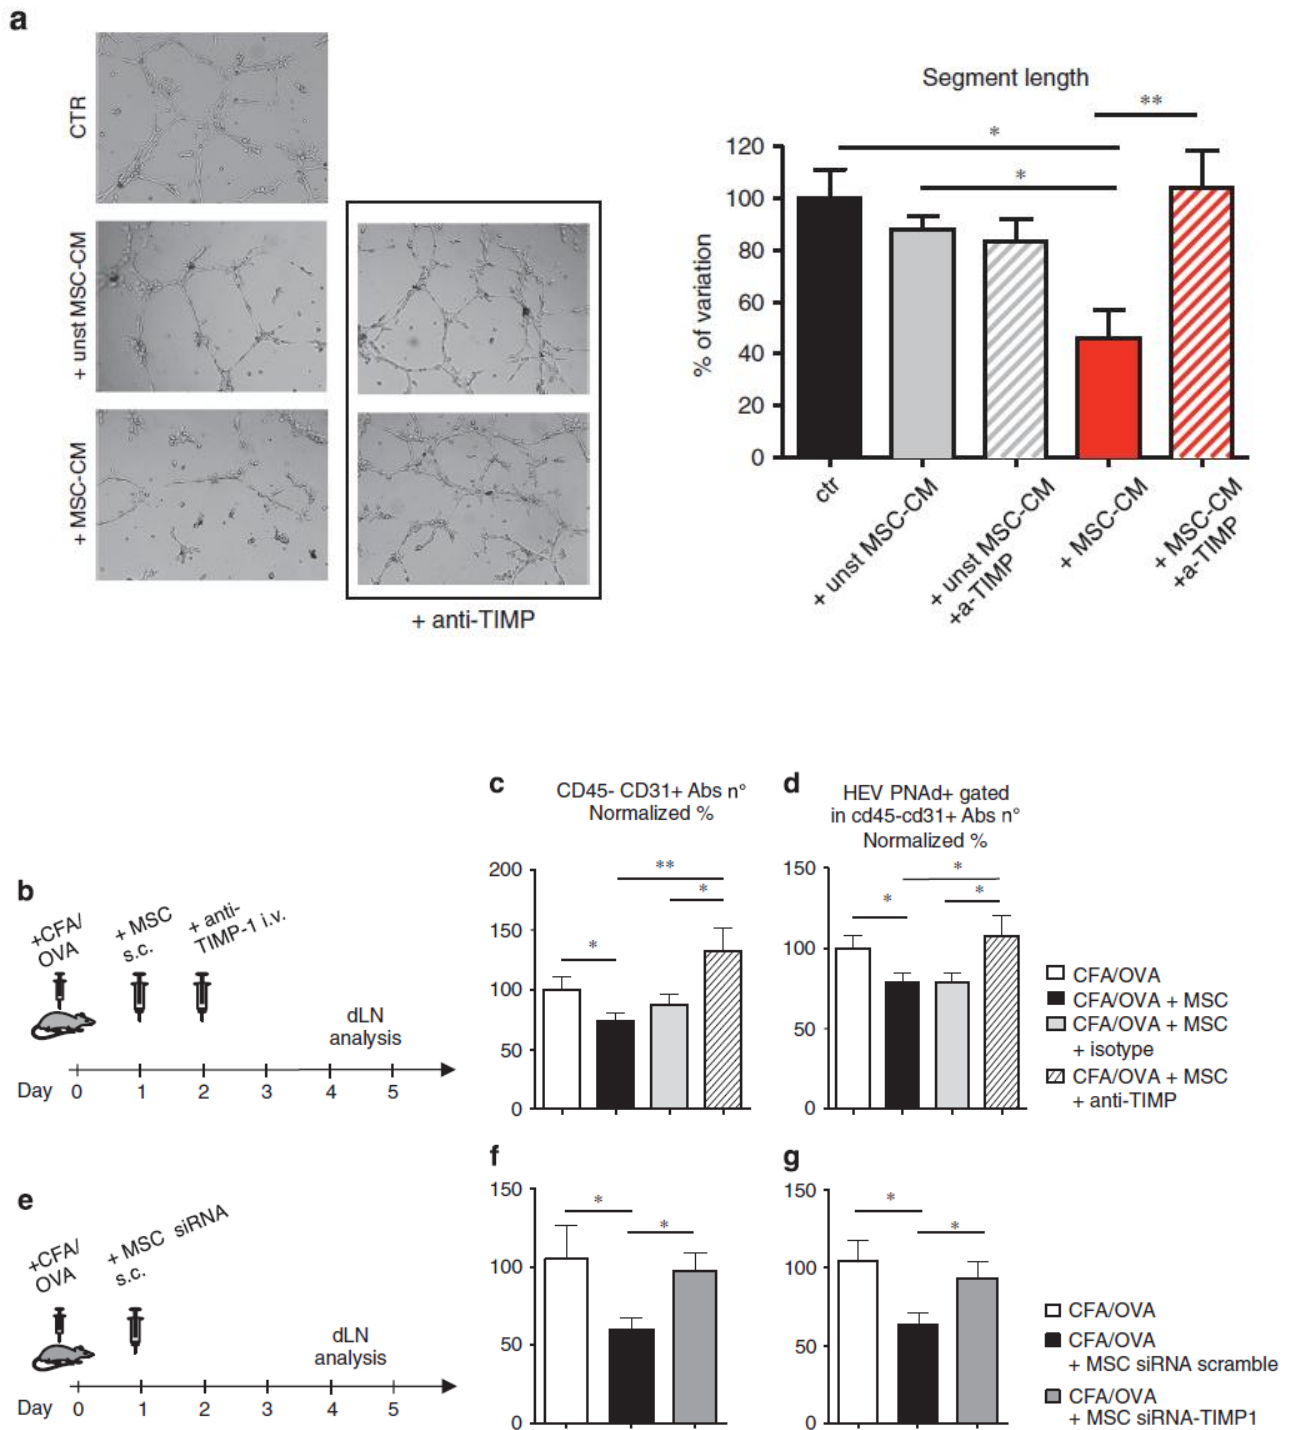 a
CTR
+ unst MSC-CM
+ MSC-CM
+ anti-TIMP
Segment length
**
*
*
% of variation
120
100
80
60
40
20
0
ctr
+ unst MSC-CM
+ unst MSC-CM
+a-TIMP
+ MSC-CM
+ MSC-CM
+a-TIMP
b
+CFA/
OVA
+ MSC
s.c.
+ anti-
TIMP-1 i.v.
dLN
analysis
Day 0 1 2 3 4 5
c
CD45- CD31+ Abs n°
Normalized %
200
150
100
50
0
*
**
*
d
HEV PNAd+ gated
in cd45-cd31+ Abs n°
Normalized %
150
100
50
0
*
*
*
CFA/OVA
CFA/OVA + MSC
CFA/OVA + MSC
+ isotype
CFA/OVA + MSC
+ anti-TIMP
e
+CFA/
OVA
+ MSC siRNA
s.c.
dLN
analysis
Day 0 1 2 3 4 5
f
150
100
50
0
*
*
g
150
100
50
0
*
*
CFA/OVA
CFA/OVA
+ MSC siRNA scramble
CFA/OVA
+ MSC siRNA-TIMP1